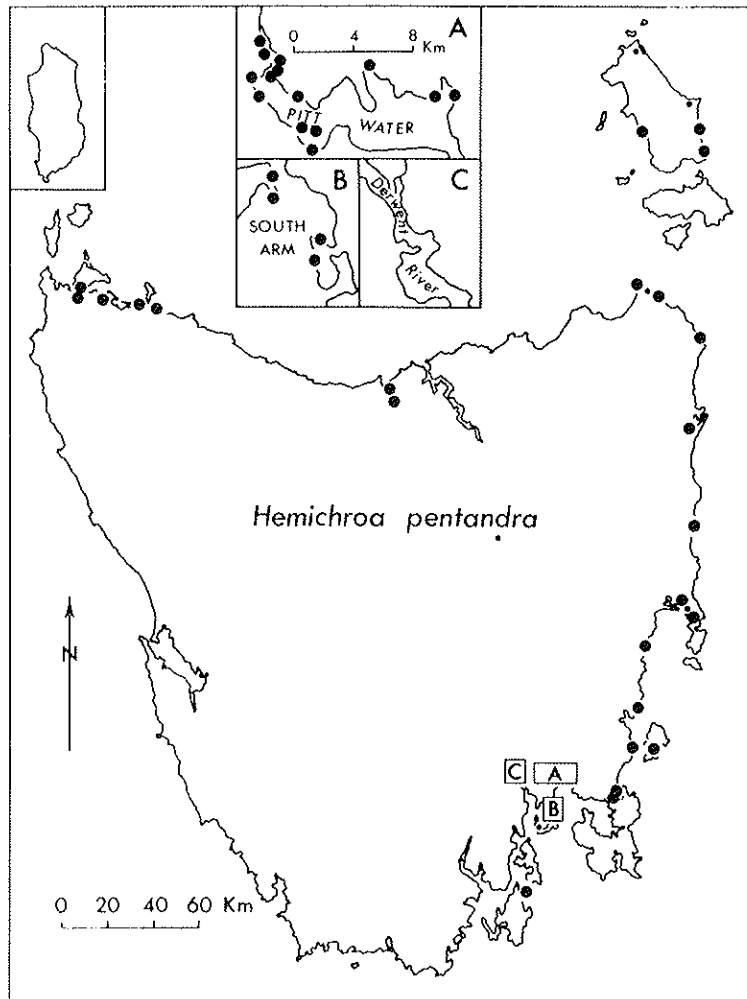 A
0 4 8
Km
PITT
WATER
B
SOUTH
ARM
C
Derwent
River
Hemichroa pentandra
N
C
A
B
0 20 40 60 Km